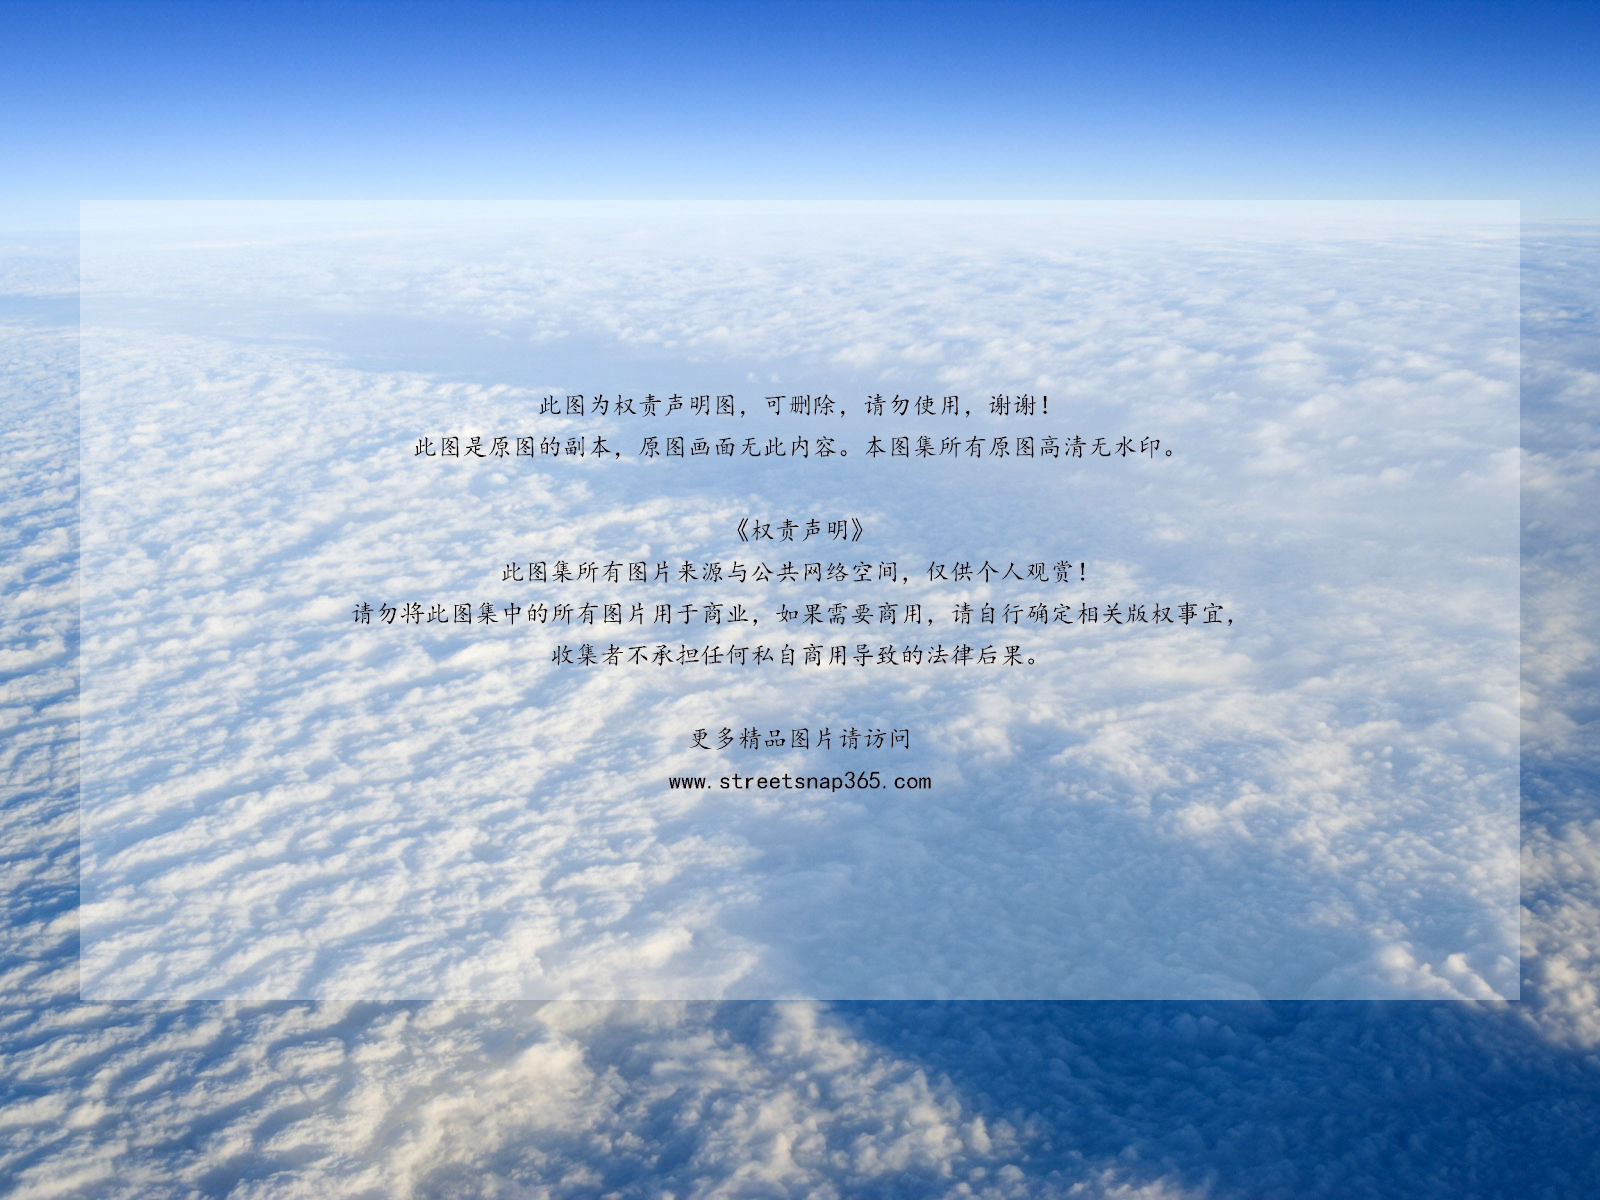 此图为权责声明图，可删除，请勿使用，谢谢！
此图是原图的副本，原图画面无此内容。本图集所有原图高清无水印。
《权责声明》
此图集所有图片来源与公共网络空间，仅供个人观赏！
请勿将此图集中的所有图片用于商业，如果需要商用，请自行确定相关版权事宜，
收集者不承担任何私自商用导致的法律后果。
更多精品图片请访问
www.streetsnap365.com